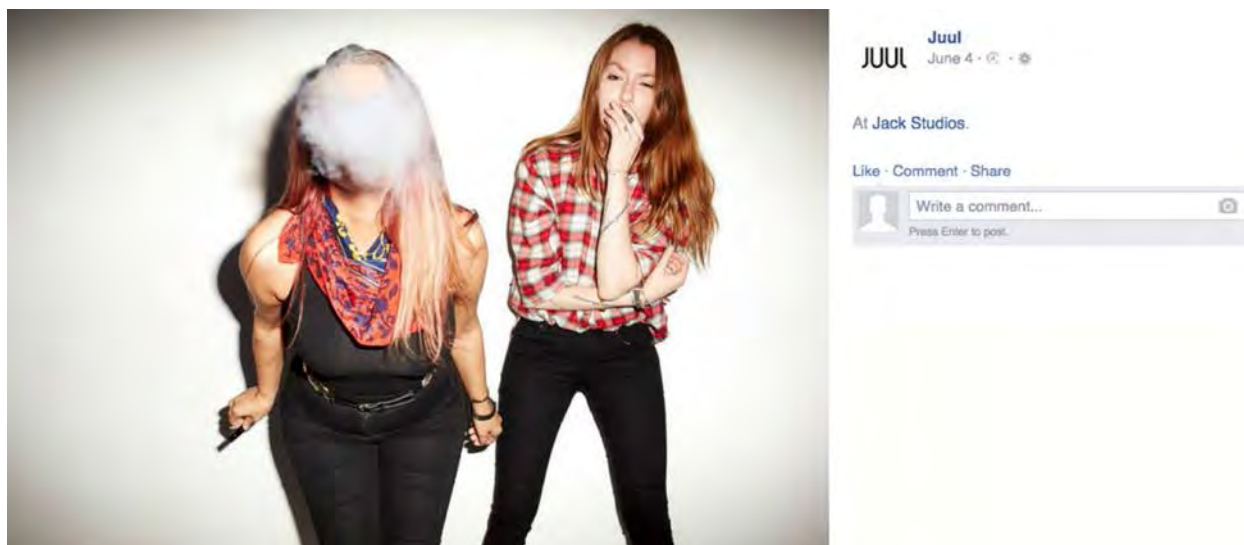 JUUL
Juul
June 4
At Jack Studios.
Like · Comment · Share
Write a comment...
Press Enter to post.